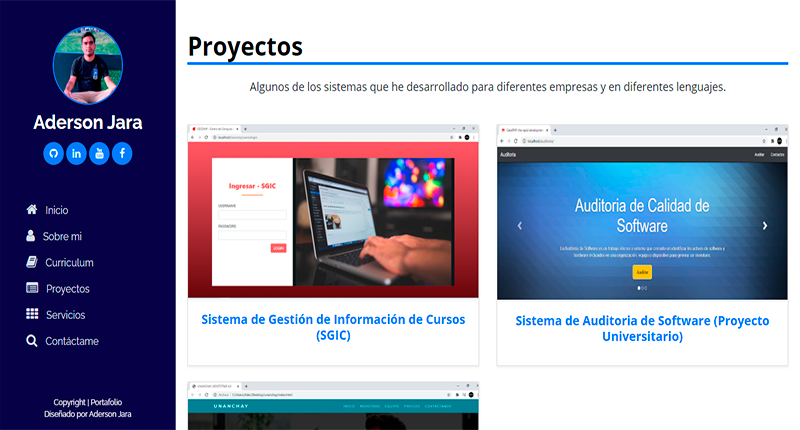 Aderson Jara
Inicio
Sobre mi
Curriculum
Proyectos
Servicios
Contáctame
Copyright | Portafolio
Diseñado por Aderson Jara
Proyectos
Algunos de los sistemas que he desarrollado para diferentes empresas y en diferentes lenguajes.
Ingresar - SGIC
USERNAME
PASSWORD
LOGIN
Sistema de Gestión de Información de Cursos
(SGIC)
Auditoria
Auditar
Contactos
Auditoria de Calidad de
Software
Auditar
Sistema de Auditoria de Software (Proyecto
Universitario)
UNANCHAY